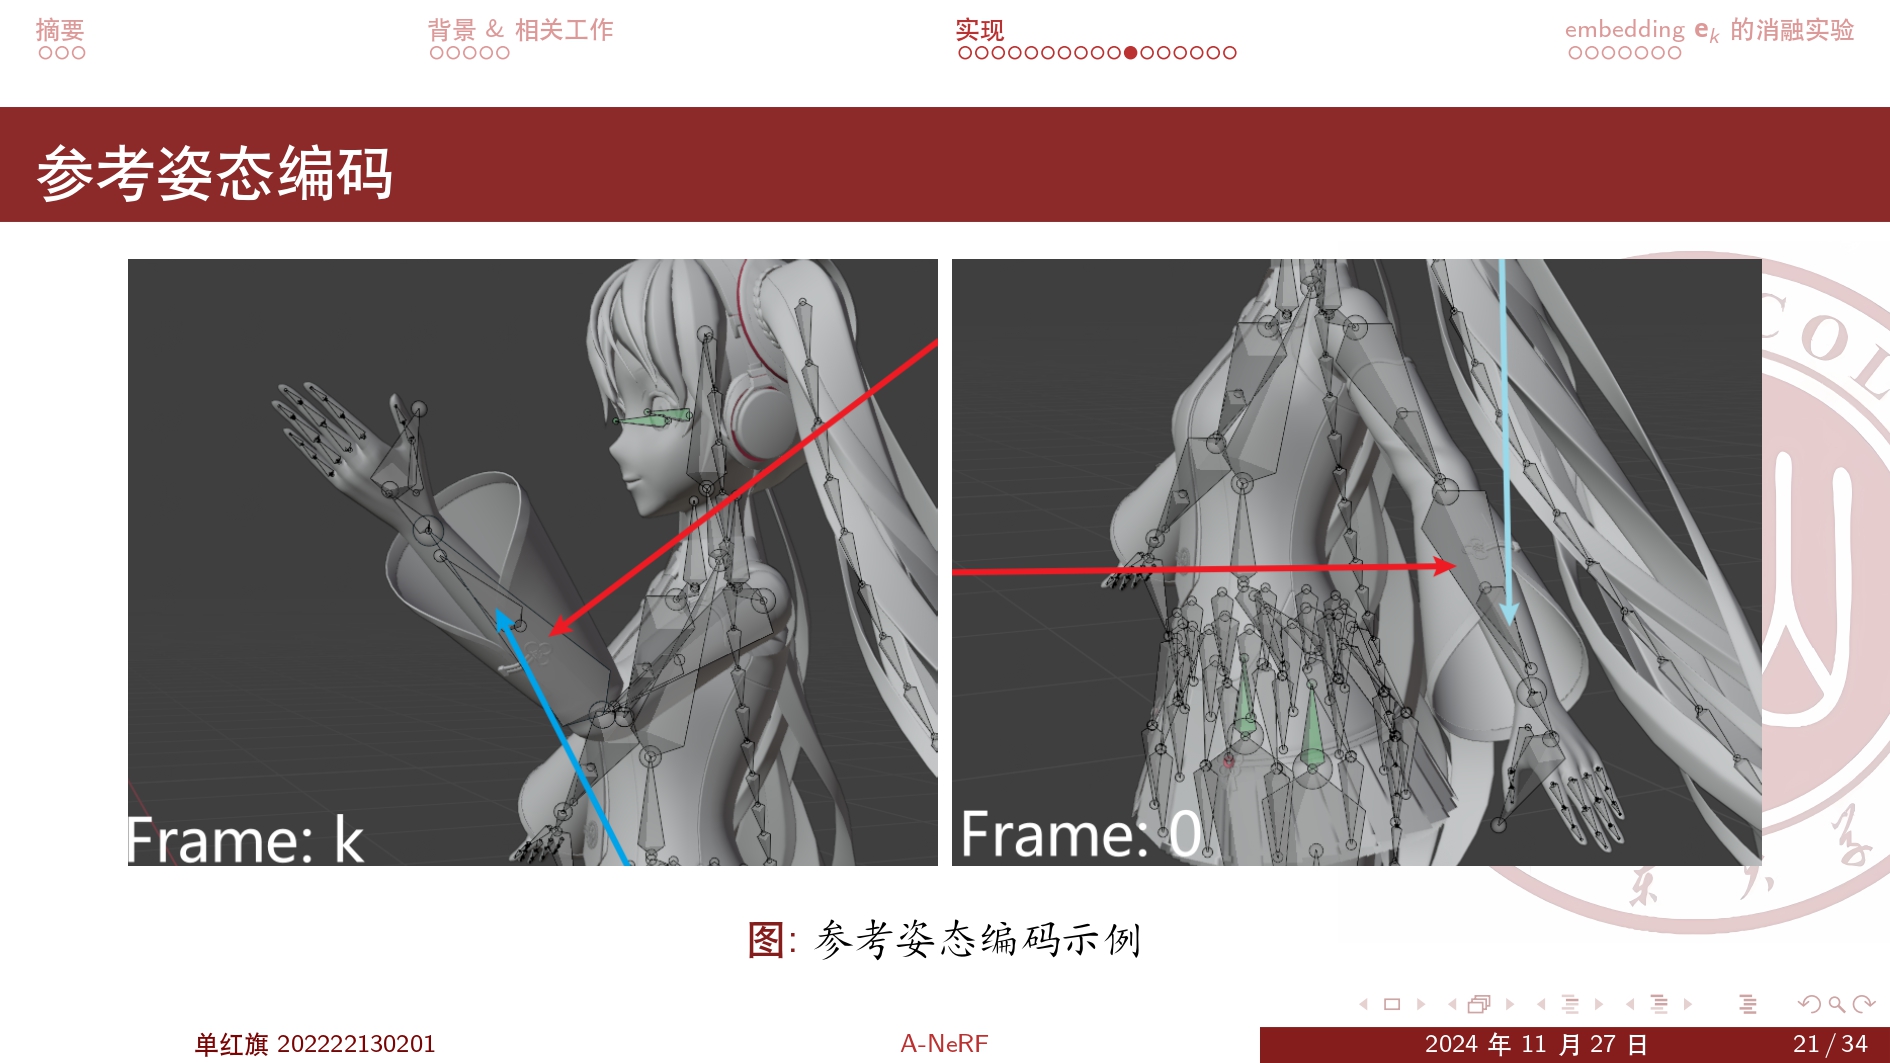 摘要
背景 & 相关工作
实现
embedding e_k 的消融实验
参考姿态编码
Frame: k
Frame: 0
图: 参考姿态编码示例
单红旗 202222130201
A-NeRF
2024 年 11 月 27 日
21 / 34